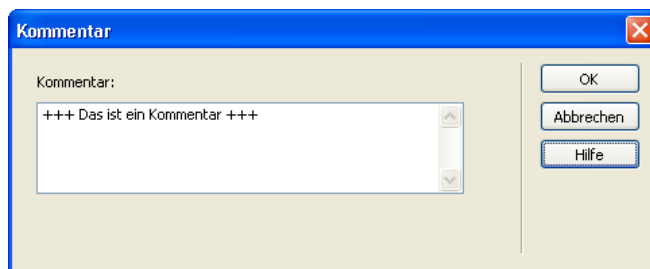 Kommentar
Kommentar:
+++ Das ist ein Kommentar +++
OK
Abbrechen
Hilfe